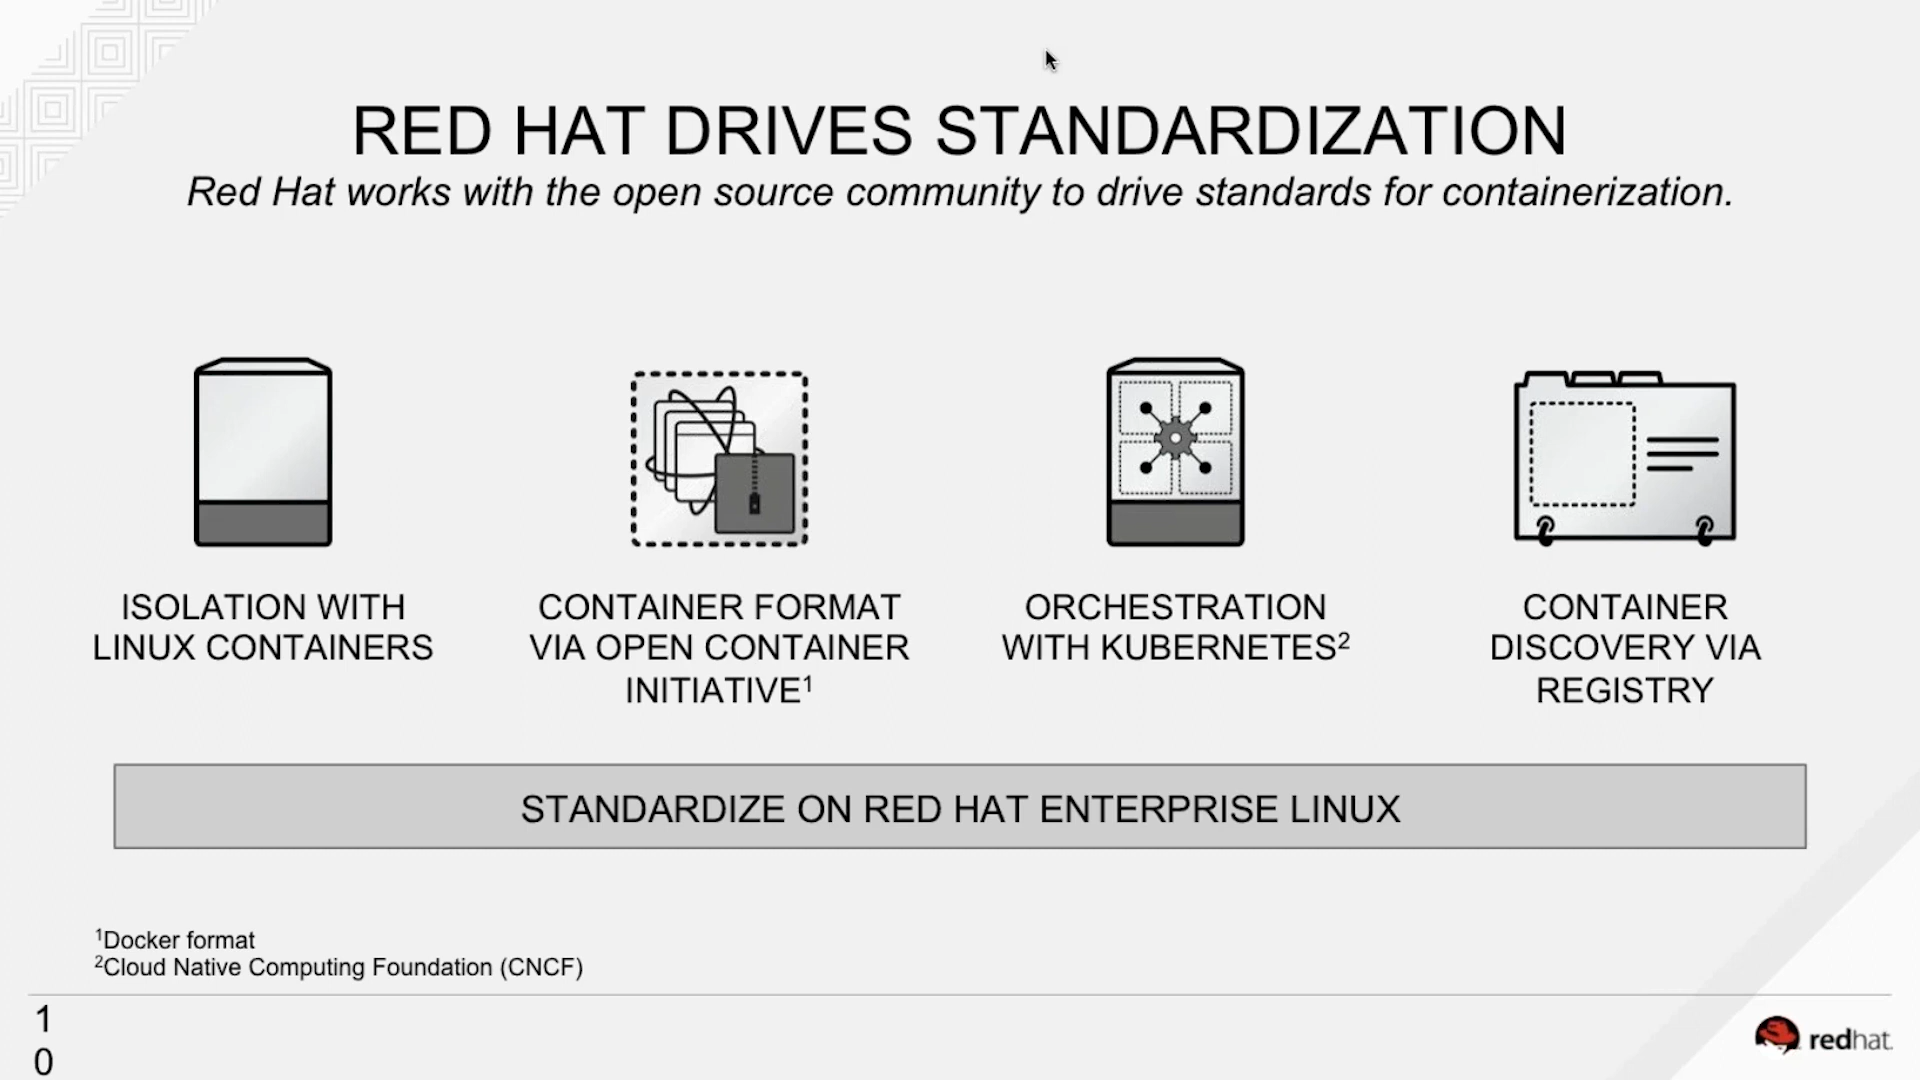 RED HAT DRIVES STANDARDIZATION
Red Hat works with the open source community to drive standards for containerization.
ISOLATION WITH
LINUX CONTAINERS
CONTAINER FORMAT
VIA OPEN CONTAINER
INITIATIVE¹
ORCHESTRATION
WITH KUBERNETES²
CONTAINER
DISCOVERY VIA
REGISTRY
STANDARDIZE ON RED HAT ENTERPRISE LINUX
¹Docker format
²Cloud Native Computing Foundation (CNCF)
1
0
redhat.